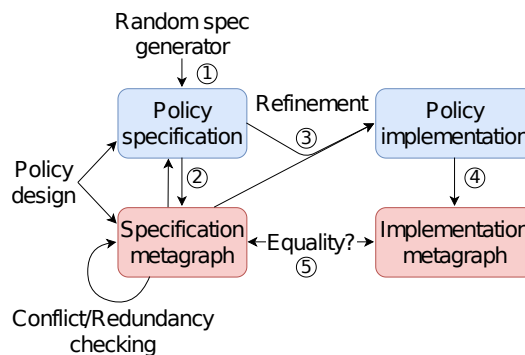 Random spec
generator
①
Policy
specification
Refinement
③
Policy
implementation
Policy
design
②
④
Specification
metagraph
Equality?
⑤
Implementation
metagraph
Conflict/Redundancy
checking